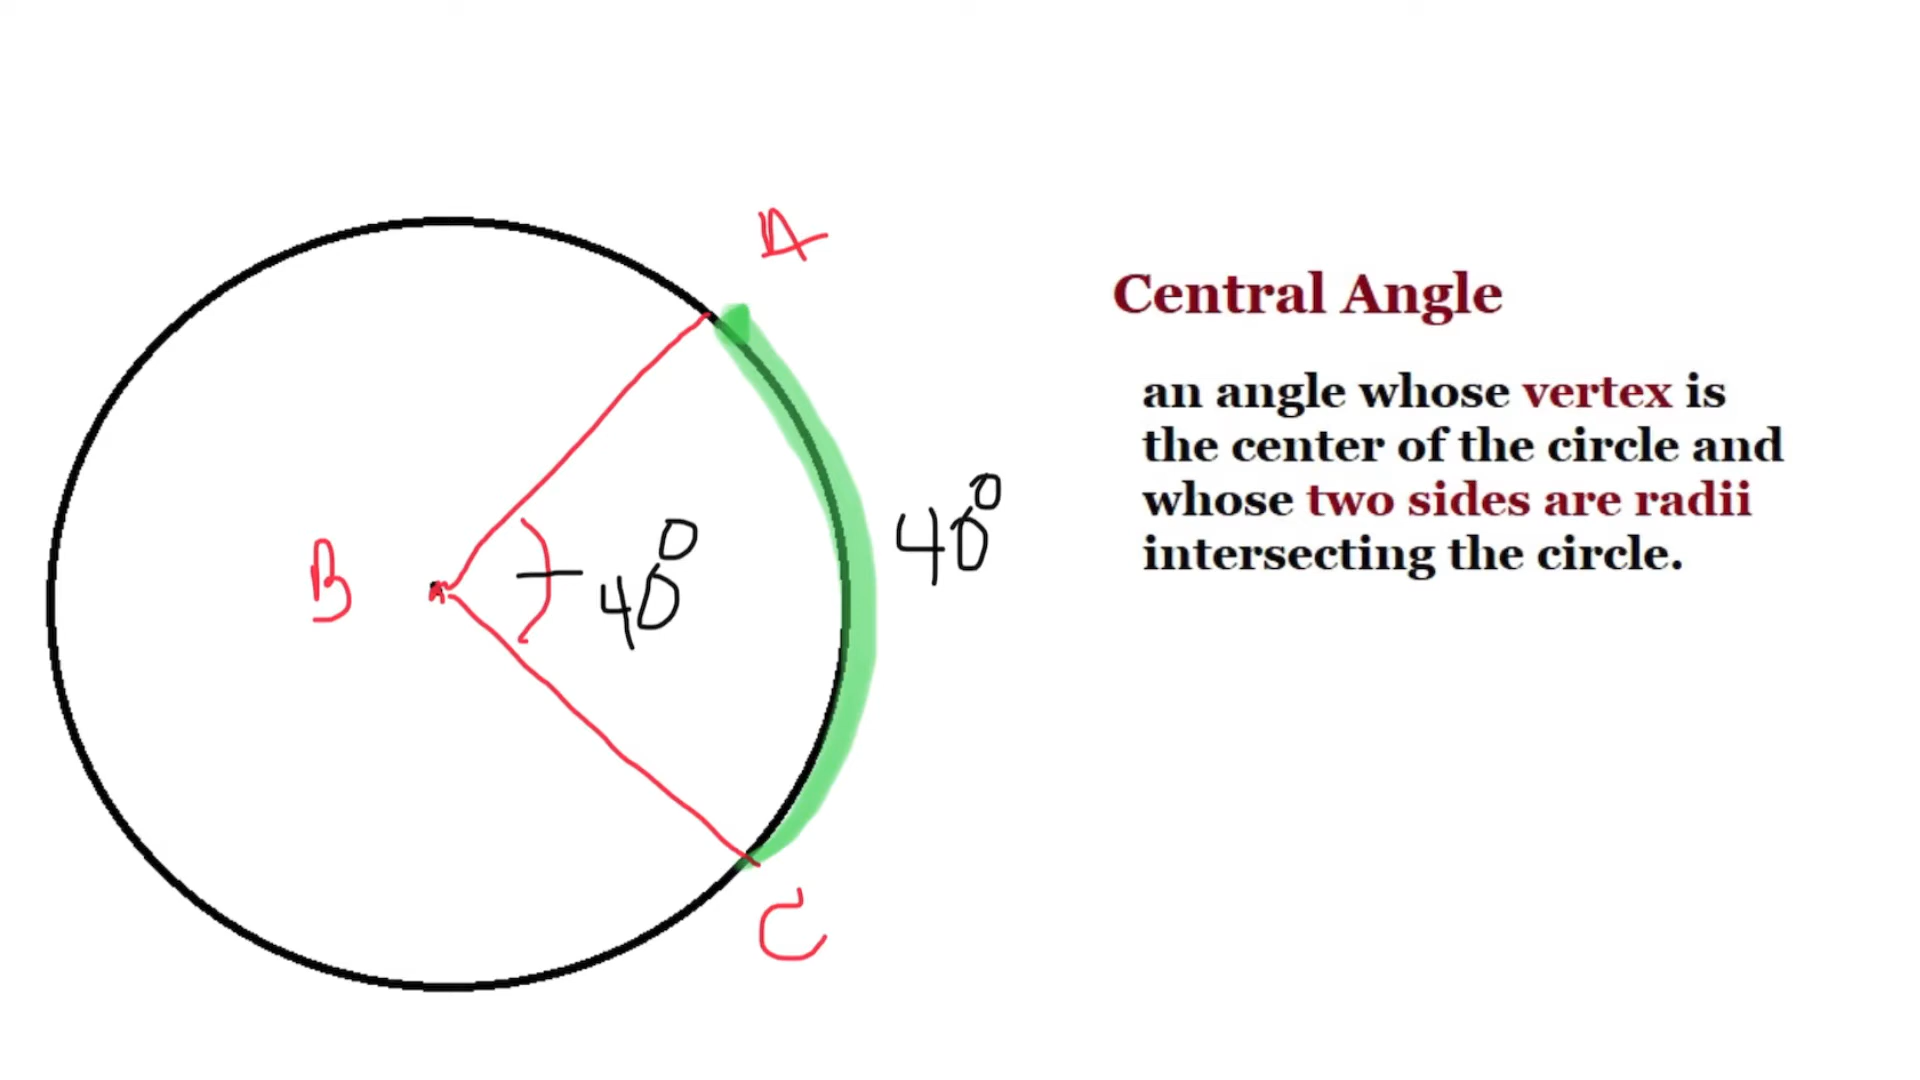 A
B
40°
40°
C
Central Angle
an angle whose vertex is
the center of the circle and
whose two sides are radii
intersecting the circle.